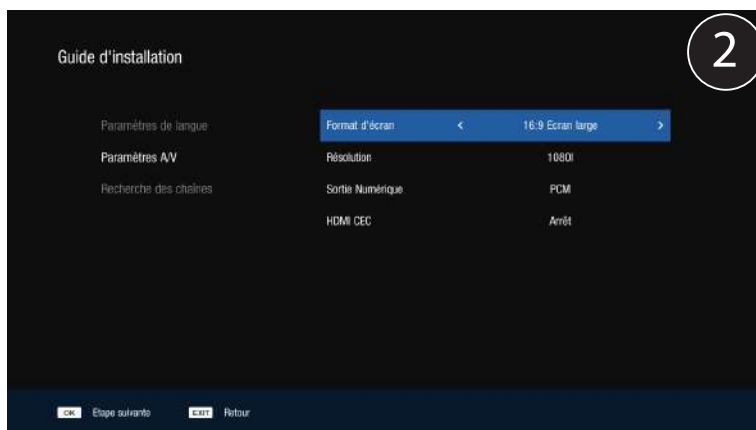 Guide d'installation
2
Paramètres de langue
Format d'écran < 16:9 Ecran large >
Paramètres A/V
Résolution 1080I
Recherche des chaînes
Sortie Numérique PCM
HDMI CEC Arrêt
OK Etape suivante EXIT Retour